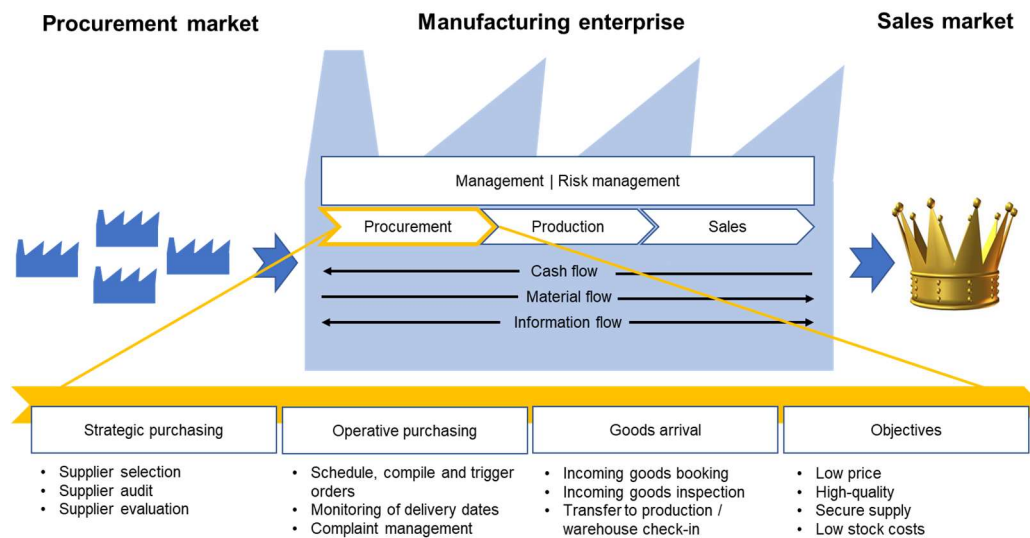 Procurement market
Manufacturing enterprise
Sales market
Management | Risk management
Procurement
Production
Sales
Cash flow
Material flow
Information flow
Strategic purchasing
• Supplier selection
• Supplier audit
• Supplier evaluation
Operative purchasing
• Schedule, compile and trigger
orders
• Monitoring of delivery dates
• Complaint management
Goods arrival
• Incoming goods booking
• Incoming goods inspection
• Transfer to production /
warehouse check-in
Objectives
• Low price
• High-quality
• Secure supply
• Low stock costs